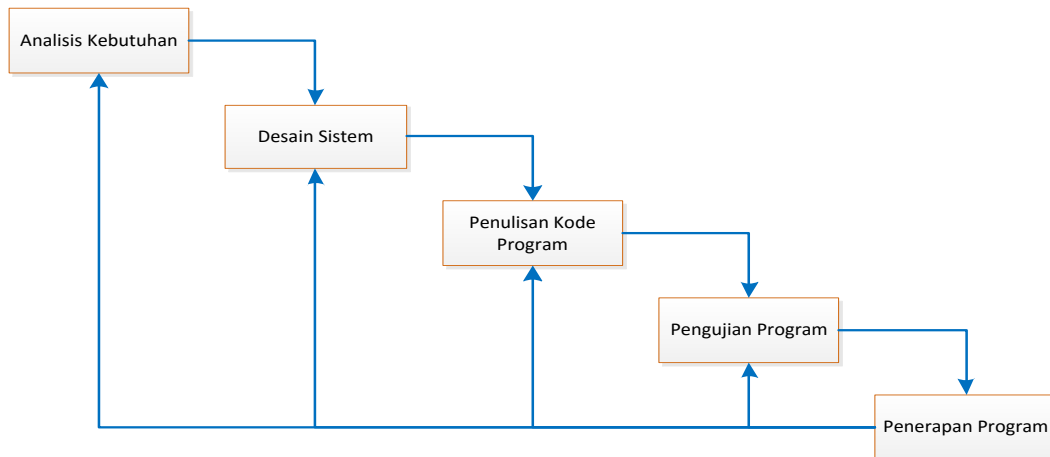 Analisis Kebutuhan
Desain Sistem
Penulisan Kode
Program
Pengujian Program
Penerapan Program